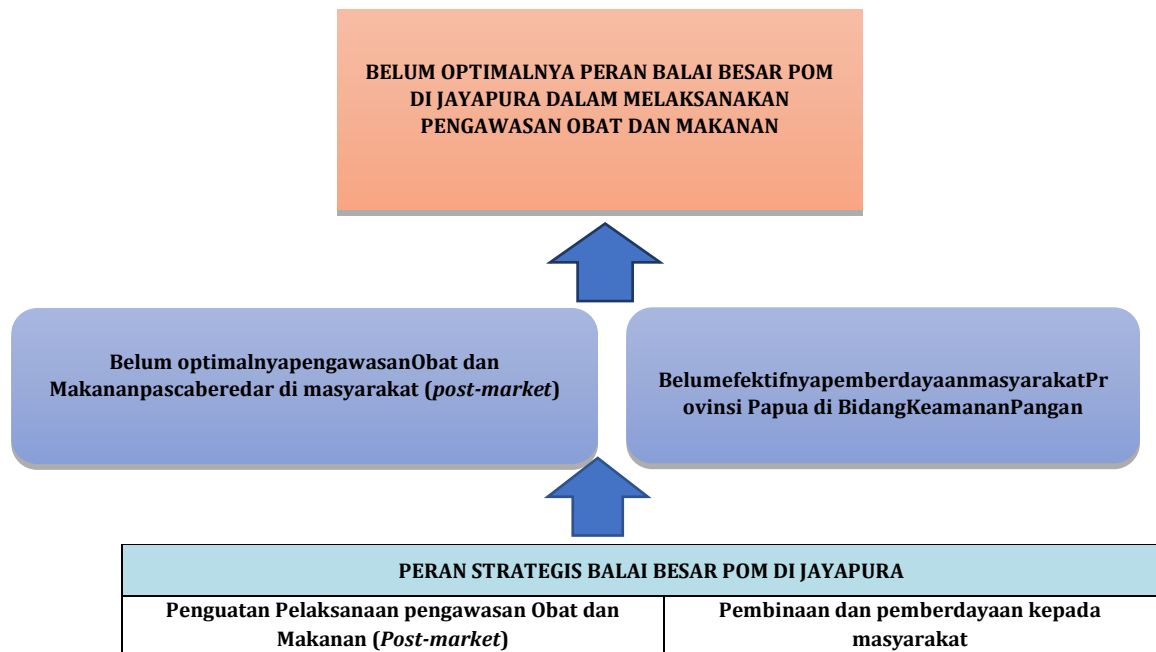 BELUM OPTIMALNYA PERAN BALAI BESAR POM
DI JAYAPURA DALAM MELAKSANAKAN
PENGAWASAN OBAT DAN MAKANAN
Belum optimalnyapengawasanObat dan
Makananpascaberedar di masyarakat (post-market)
BelumefektifnyapemberdayaanmasyarakatPr
ovinsi Papua di BidangKeamananPangan
PERAN STRATEGIS BALAI BESAR POM DI JAYAPURA
Penguatan Pelaksanaan pengawasan Obat dan
Makanan (Post-market)
Pembinaan dan pemberdayaan kepada
masyarakat